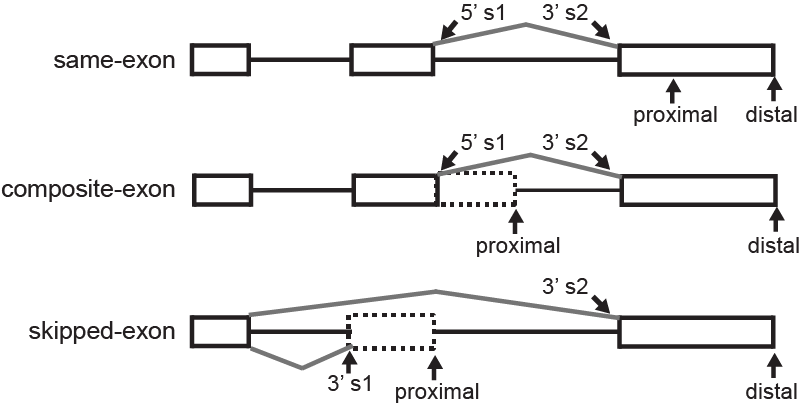 5’ s1 3’ s2
same-exon
proximal distal
5’ s1 3’ s2
composite-exon
proximal distal
3’ s2
skipped-exon
3’ s1 proximal distal